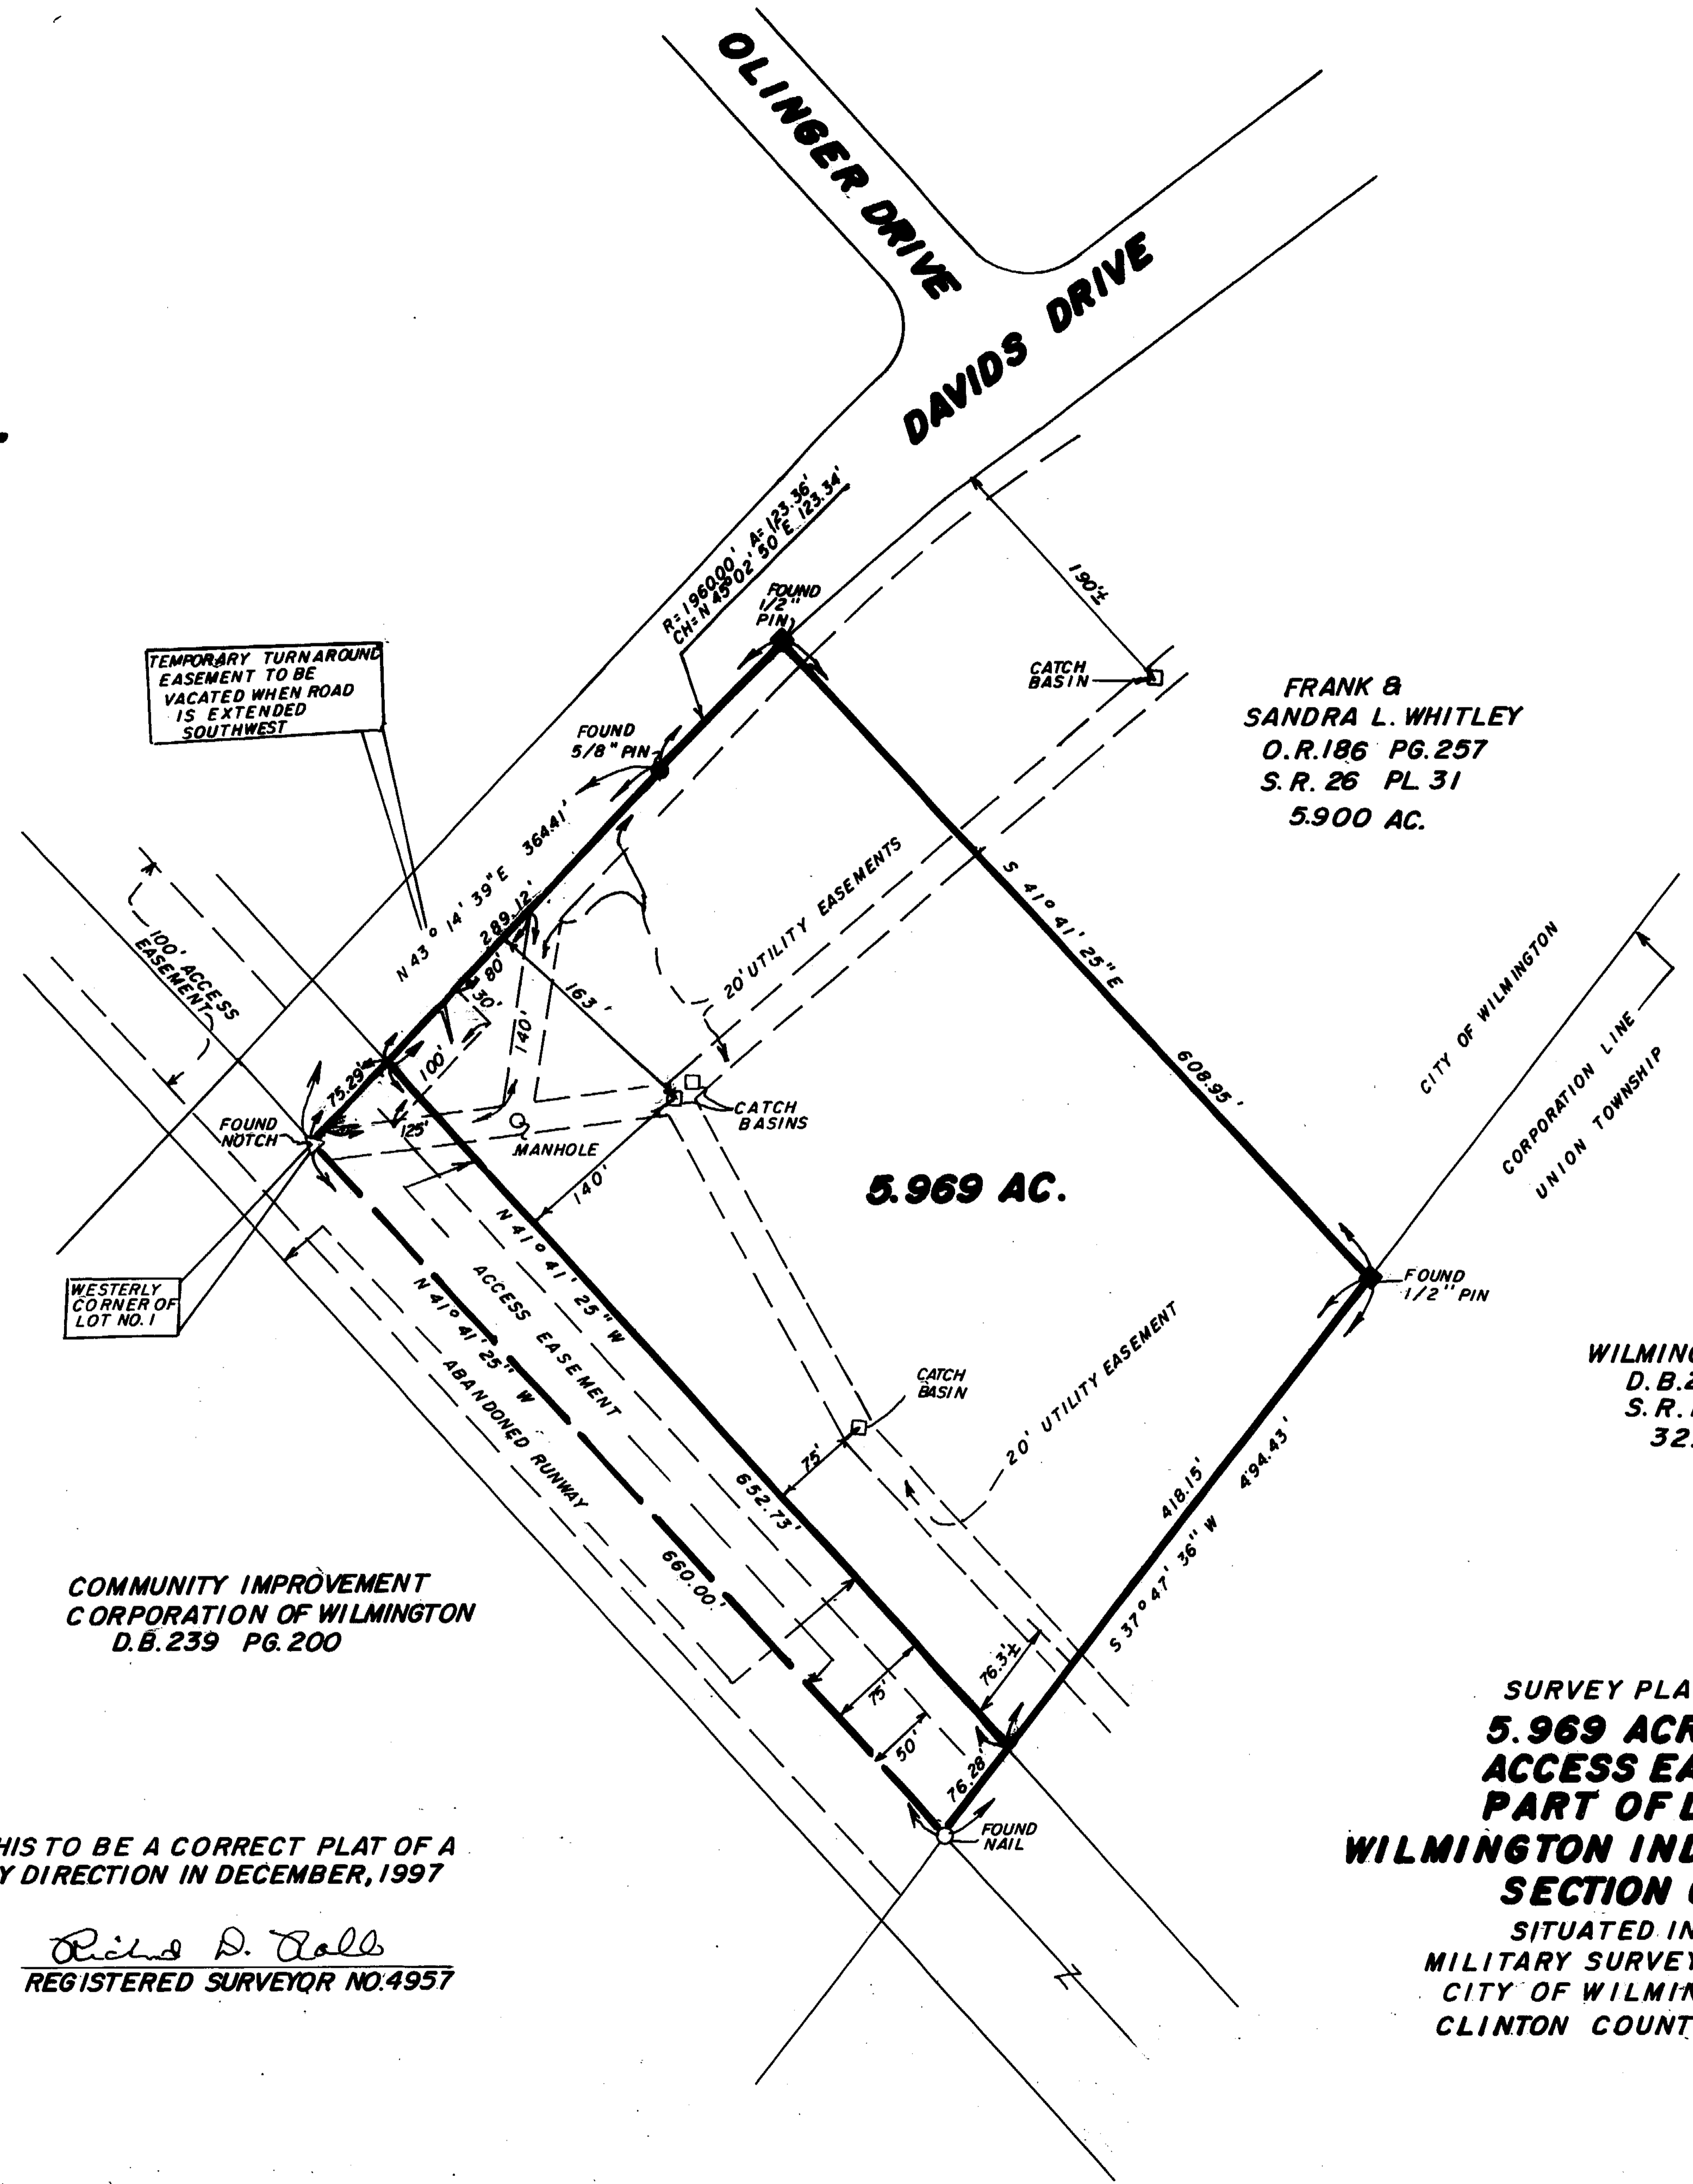 OLINGER DRIVE
DAVIDS DRIVE
R=1960.00' A=123.36'
CH=N 45°02'50"E 123.34'
FOUND
1/2"
PIN
190'±
CATCH
BASIN
FRANK &
SANDRA L. WHITLEY
O.R.186 PG.257
S.R. 26 PL 31
5.900 AC.
TEMPORARY TURNAROUND
EASEMENT TO BE
VACATED WHEN ROAD
IS EXTENDED
SOUTHWEST
FOUND
5/8" PIN
N 43° 14' 39"E 364.41'
289.12'
80'
30'
163'
140'
100'
75.29'
125'
100' ACCESS
EASEMENT
20' UTILITY EASEMENTS
S 41° 41' 25"E
608.95'
CITY OF WILMINGTON
CORPORATION LINE
UNION TOWNSHIP
FOUND
NOTCH
MANHOLE
CATCH
BASINS
140'
5.969 AC.
WESTERLY
CORNER OF
LOT NO. 1
N 41° 41' 25" W
ACCESS EASEMENT
N 41° 41' 25" W
ABANDONED RUNWAY
FOUND
1/2" PIN
CATCH
BASIN
75'
20' UTILITY EASEMENT
652.73'
660.00'
418.15'
494.43'
S 37° 47' 36" W
WILMING
D.B.2
S.R.
32
COMMUNITY IMPROVEMENT
CORPORATION OF WILMINGTON
D.B.239 PG.200
76.3'±
75'
50'
76.28'
FOUND
NAIL
SURVEY PLA
5.969 ACR
ACCESS EA
PART OF L
WILMINGTON IND
SECTION
SITUATED IN
MILITARY SURVEY
CITY OF WILMIN
CLINTON COUNT
HIS TO BE A CORRECT PLAT OF A
Y DIRECTION IN DECEMBER, 1997
REGISTERED SURVEYOR NO.4957